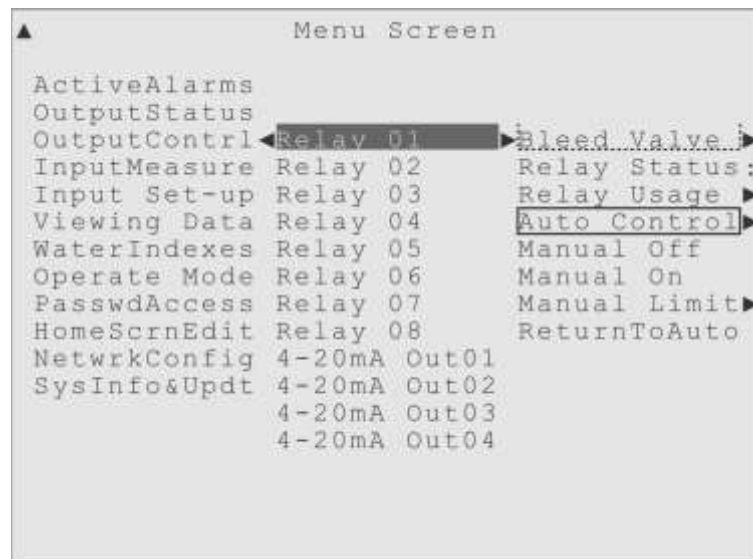 Menu Screen
ActiveAlarms
OutputStatus
OutputContrl Relay 01 Bleed Valve
InputMeasure Relay 02 Relay Status:
Input Set-up Relay 03 Relay Usage
Viewing Data Relay 04 Auto Control
WaterIndexes Relay 05 Manual Off
Operate Mode Relay 06 Manual On
PasswdAccess Relay 07 Manual Limit
HomeScrnEdit Relay 08 ReturnToAuto
NetwrkConfig 4-20mA Out01
SysInfo&Updt 4-20mA Out02
4-20mA Out03
4-20mA Out04